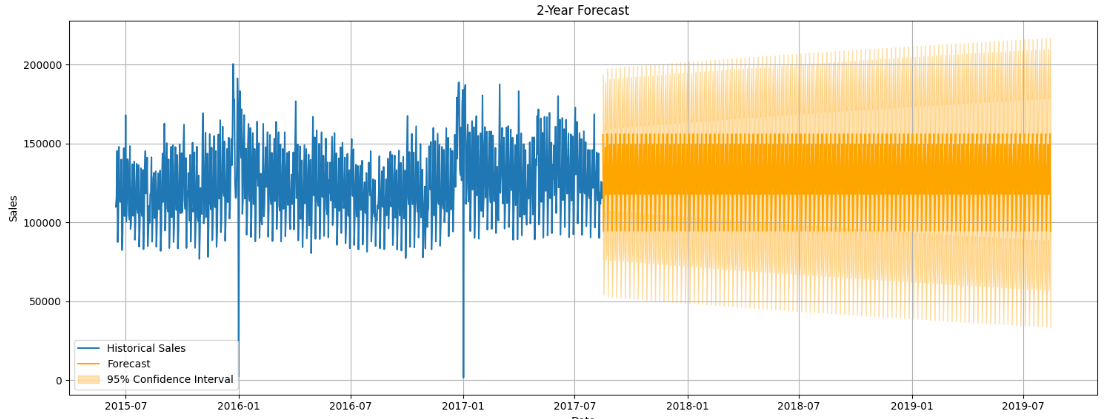 2-Year Forecast
Sales
200000
150000
100000
50000
0
Historical Sales
Forecast
95% Confidence Interval
2015-07
2016-01
2016-07
2017-01
2017-07
2018-01
2018-07
2019-01
2019-07